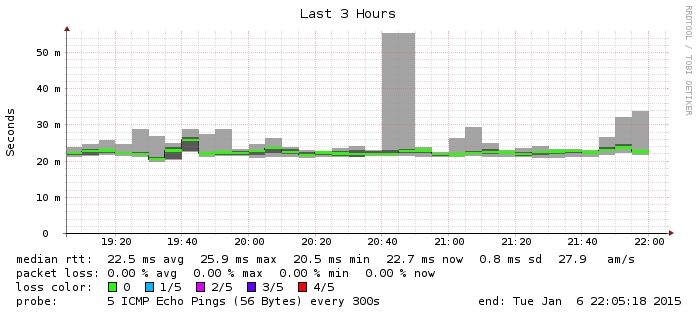 Last 3 Hours
RRDTOOL / TOBI OETIKER
Seconds
50 m
40 m
30 m
20 m
10 m
0
19:20 19:40 20:00 20:20 20:40 21:00 21:20 21:40 22:00
median rtt: 22.5 ms avg 25.9 ms max 20.5 ms min 22.7 ms now 0.8 ms sd 27.9 am/s
packet loss: 0.00 % avg 0.00 % max 0.00 % min 0.00 % now
loss color: 0 1/5 2/5 3/5 4/5
probe: 5 ICMP Echo Pings (56 Bytes) every 300s end: Tue Jan 6 22:05:18 2015